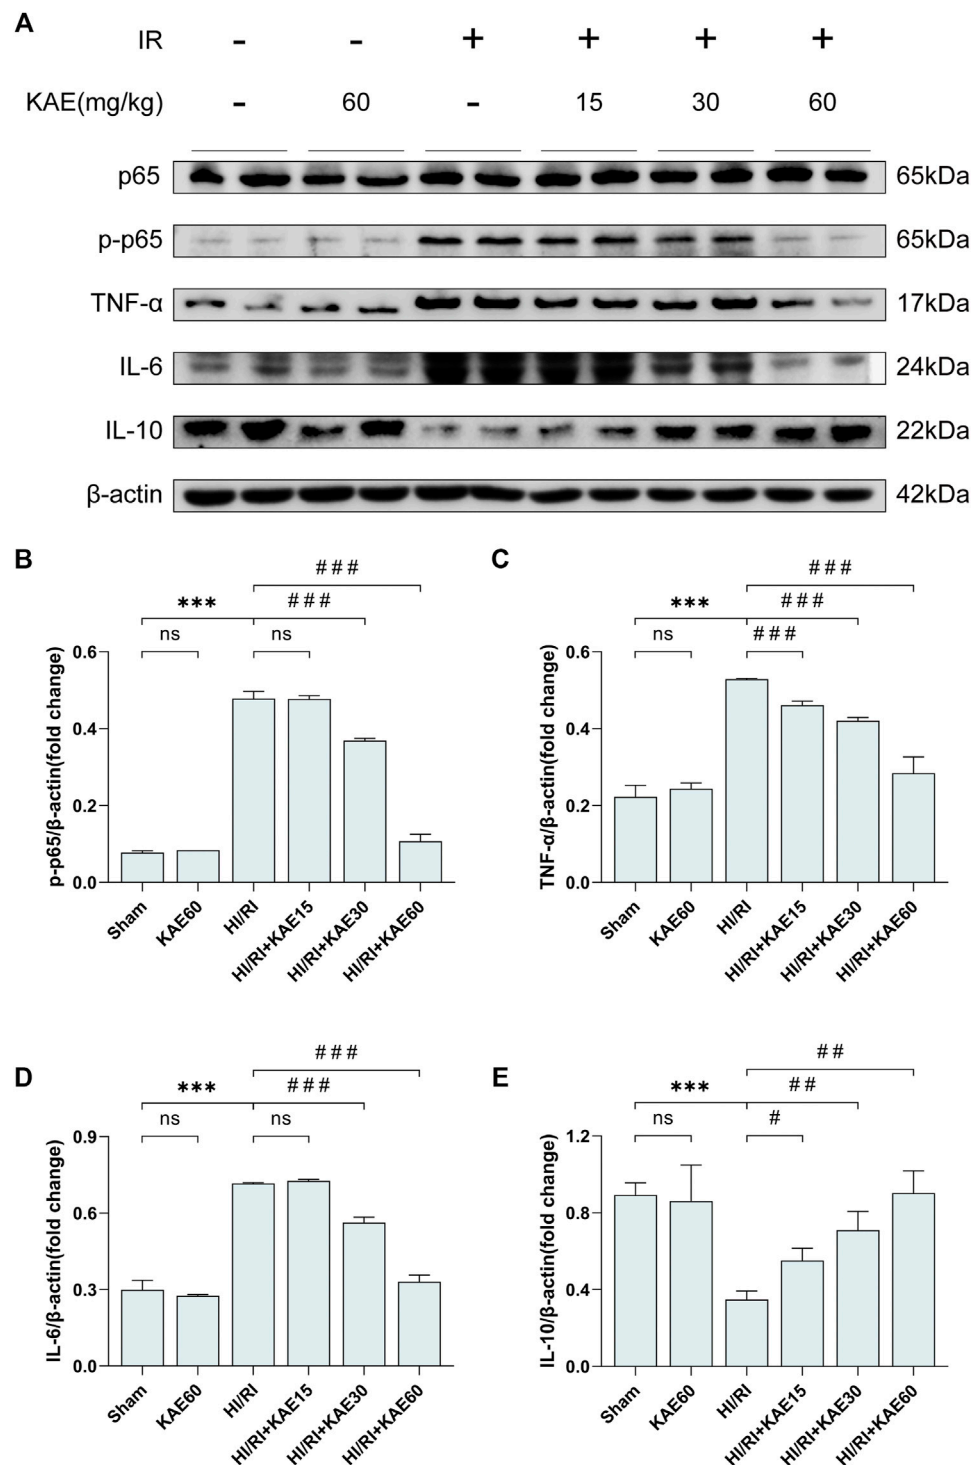 A
IR - - + + + +
KAE(mg/kg) - 60 - 15 30 60
p65 65kDa
p-p65 65kDa
TNF-α 17kDa
IL-6 24kDa
IL-10 22kDa
β-actin 42kDa
B
###
*** ###
ns ns
p-p65/β-actin(fold change)
0.6
0.4
0.2
0.0
Sham
KAE60
HI/RI
HI/RI+KAE15
HI/RI+KAE30
HI/RI+KAE60
C
###
*** ###
ns ###
TNF-α/β-actin(fold change)
0.6
0.4
0.2
0.0
Sham
KAE60
HI/RI
HI/RI+KAE15
HI/RI+KAE30
HI/RI+KAE60
D
###
*** ###
ns ns
IL-6/β-actin(fold change)
0.9
0.6
0.3
0.0
Sham
KAE60
HI/RI
HI/RI+KAE15
HI/RI+KAE30
HI/RI+KAE60
E
##
*** ##
ns #
IL-10/β-actin(fold change)
1.2
0.8
0.4
0.0
Sham
KAE60
HI/RI
HI/RI+KAE15
HI/RI+KAE30
HI/RI+KAE60